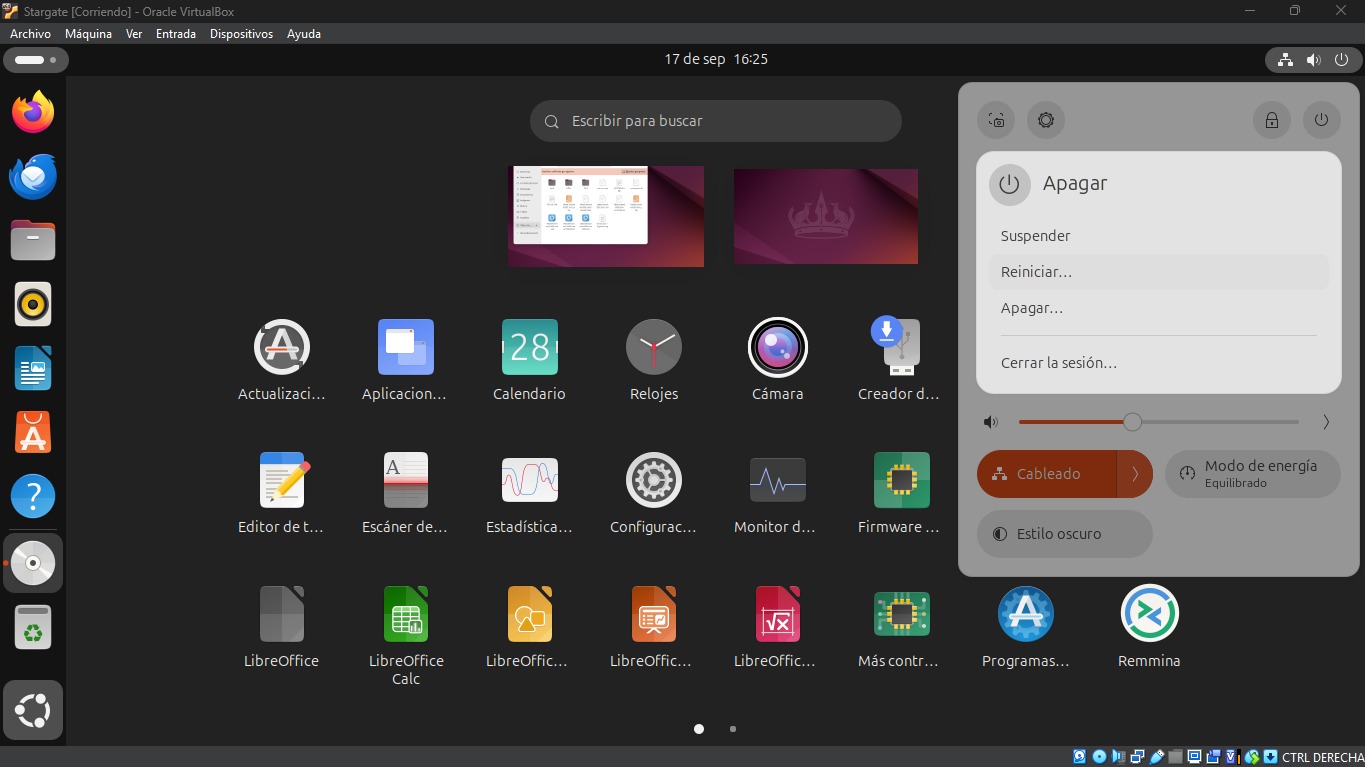 Stargate [Corriendo] - Oracle VirtualBox
Archivo Máquina Ver Entrada Dispositivos Ayuda
17 de sep 16:25
Escribir para buscar
Apagar
Suspender
Reiniciar...
Apagar...
Cerrar la sesión...
Cableado
Modo de energía
Equilibrado
Estilo oscuro
28
Actualizaci... Aplicacion... Calendario Relojes Cámara Creador d...
A
Editor de t... Escáner de... Estadística... Configurac... Monitor d... Firmware ...
LibreOffice LibreOffice LibreOffic... LibreOffic... LibreOffic... Más contr... Programas... Remmina
Calc
CTRL DERECHA